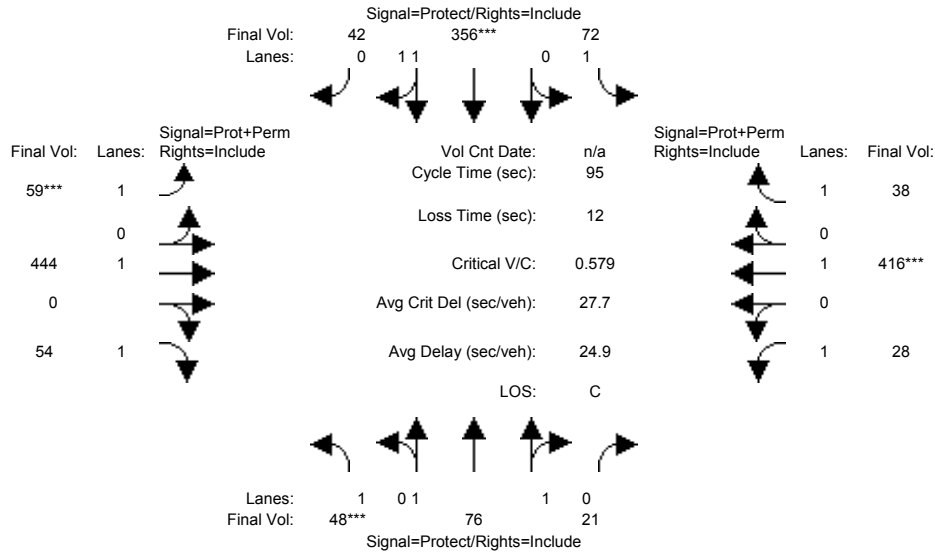 Signal=Protect/Rights=Include
Final Vol: 42 356*** 72
Lanes: 0 1 1 0 1
Signal=Prot+Perm
Final Vol: Lanes: Rights=Include
Vol Cnt Date: n/a
Signal=Prot+Perm
Rights=Include Lanes: Final Vol:
Cycle Time (sec): 95
59*** 1
1 38
Loss Time (sec): 12
0
0
444 1
Critical V/C: 0.579
1 416***
0 1
Avg Crit Del (sec/veh): 27.7
0
54 1
Avg Delay (sec/veh): 24.9
1 28
LOS: C
Lanes: 1 0 1 1 0
Final Vol: 48*** 76 21
Signal=Protect/Rights=Include